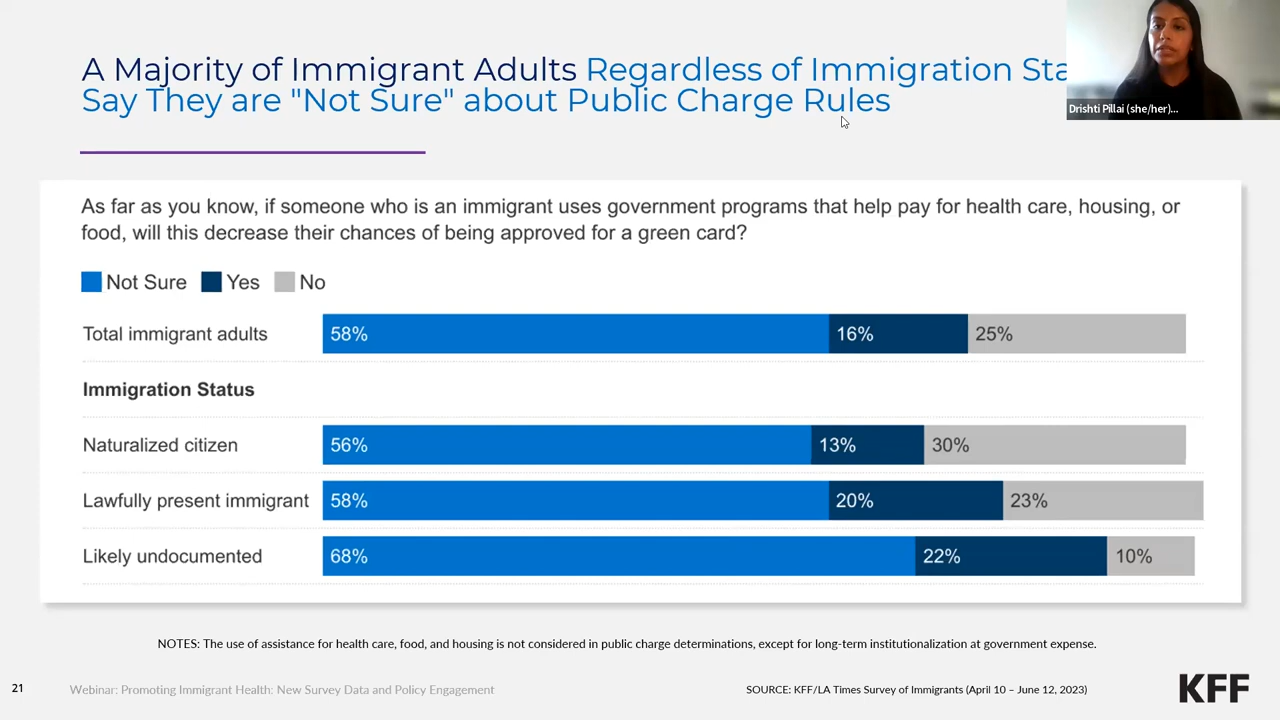 A Majority of Immigrant Adults Regardless of Immigration Sta
Say They are "Not Sure" about Public Charge Rules
Drishti Pillai (she/her)...
As far as you know, if someone who is an immigrant uses government programs that help pay for health care, housing, or
food, will this decrease their chances of being approved for a green card?
Not Sure Yes No
Total immigrant adults 58% 16% 25%
Immigration Status
Naturalized citizen 56% 13% 30%
Lawfully present immigrant 58% 20% 23%
Likely undocumented 68% 22% 10%
NOTES: The use of assistance for health care, food, and housing is not considered in public charge determinations, except for long-term institutionalization at government expense.
21 Webinar: Promoting Immigrant Health: New Survey Data and Policy Engagement SOURCE: KFF/LA Times Survey of Immigrants (April 10 – June 12, 2023) KFF